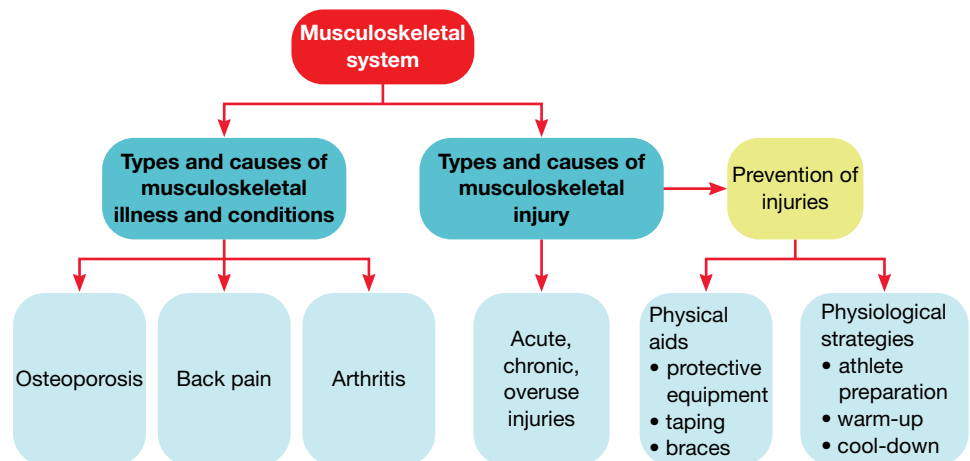 Musculoskeletal
system
Types and causes of
musculoskeletal
illness and conditions
Types and causes of
musculoskeletal
injury
Prevention of
injuries
Osteoporosis
Back pain
Arthritis
Acute,
chronic,
overuse
injuries
Physical
aids
• protective
equipment
• taping
• braces
Physiological
strategies
• athlete
preparation
• warm-up
• cool-down